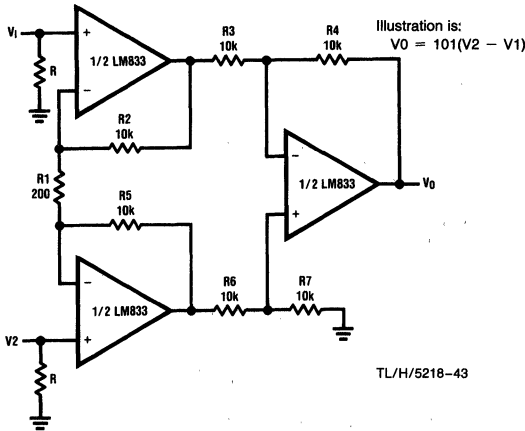 Illustration is:
V0 = 101(V2 − V1)
V1
+
−
1/2 LM833
R
R3
10k
R4
10k
R2
10k
R1
200
R5
10k
−
+
1/2 LM833
V0
−
+
1/2 LM833
R6
10k
R7
10k
V2
R
TL/H/5218–43